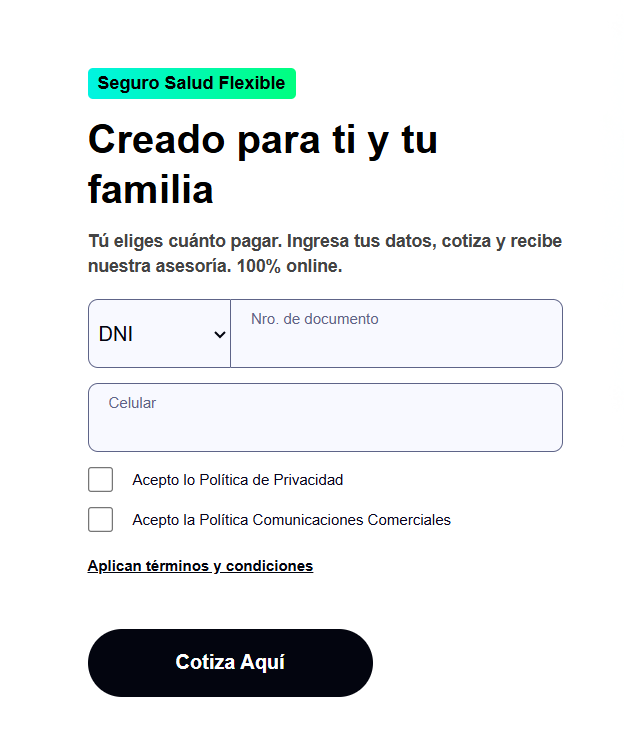 Seguro Salud Flexible
Creado para ti y tu
familia
Tú eliges cuánto pagar. Ingresa tus datos, cotiza y recibe
nuestra asesoría. 100% online.
DNI
Nro. de documento
Celular
Acepto lo Política de Privacidad
Acepto la Política Comunicaciones Comerciales
Aplican términos y condiciones
Cotiza Aquí